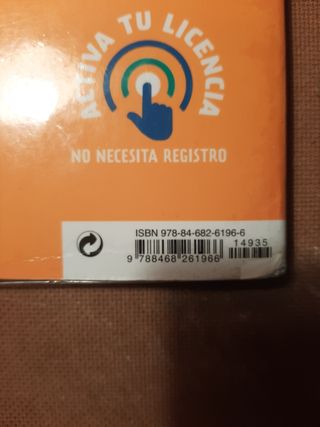 ACTIVA TU LICENCIA
NO NECESITA REGISTRO
ISBN 978-84-682-6196-6
14935
9 788468 261966